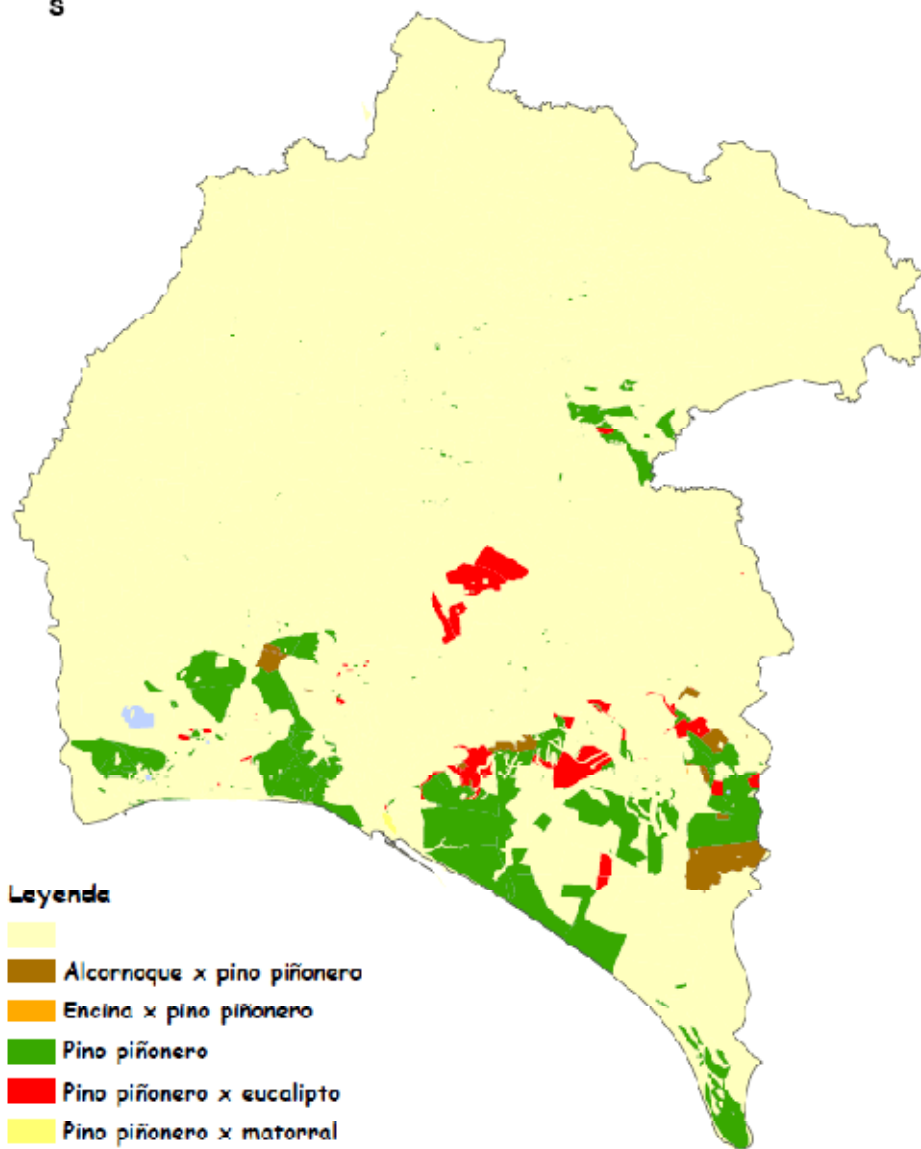 S
Leyenda
Alcornoque x pino piñonero
Encina x pino piñonero
Pino piñonero
Pino piñonero x eucalipto
Pino piñonero x matorral